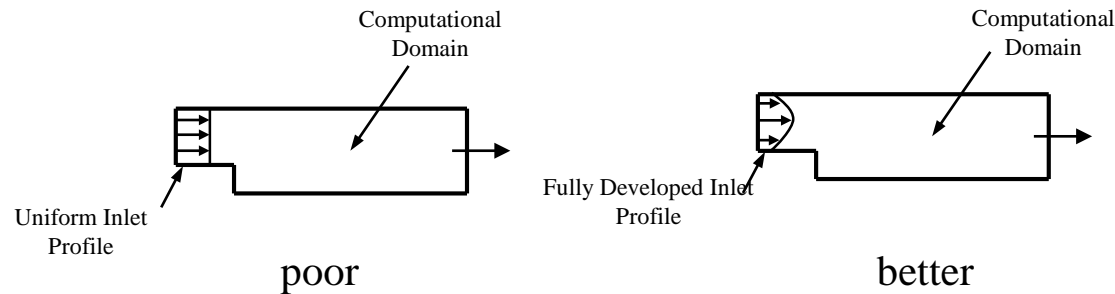 Computational
Domain
Uniform Inlet
Profile
poor
Computational
Domain
Fully Developed Inlet
Profile
better